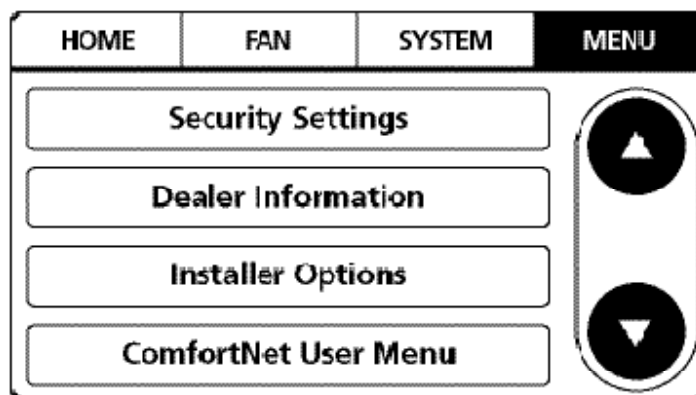 HOME FAN SYSTEM MENU
Security Settings
Dealer Information
Installer Options
ComfortNet User Menu